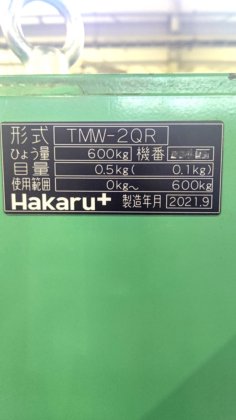 形式 TMW-2QR
ひょう量 600kg 機番
目量 0.5kg ( 0.1kg)
使用範囲 0kg～ 600kg
Hakaru+ 製造年月 2021.9